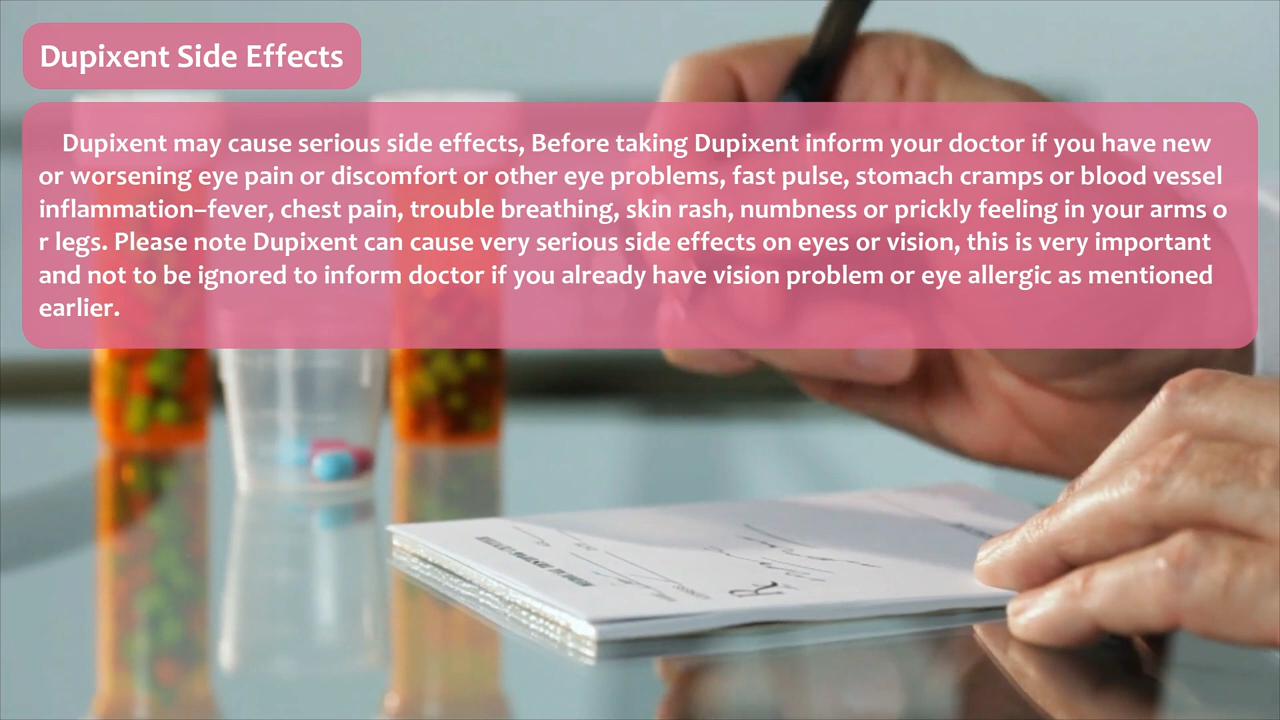 Dupixent Side Effects
Dupixent may cause serious side effects, Before taking Dupixent inform your doctor if you have new
or worsening eye pain or discomfort or other eye problems, fast pulse, stomach cramps or blood vessel
inflammation–fever, chest pain, trouble breathing, skin rash, numbness or prickly feeling in your arms o
r legs. Please note Dupixent can cause very serious side effects on eyes or vision, this is very important
and not to be ignored to inform doctor if you already have vision problem or eye allergic as mentioned
earlier.